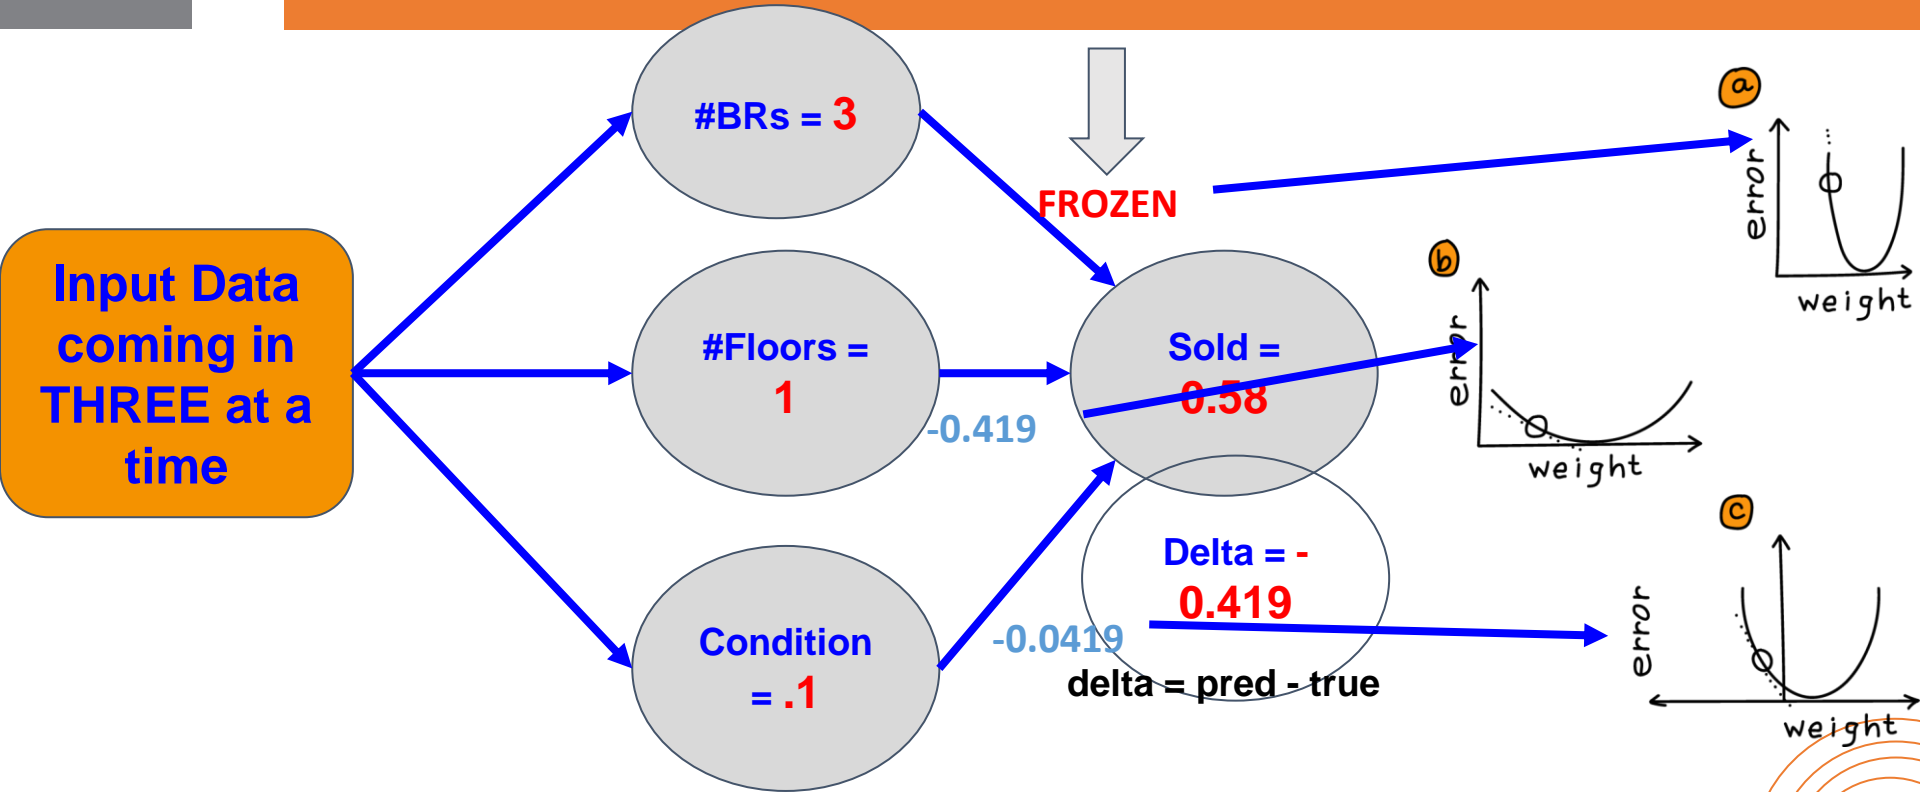 Input Data
coming in
THREE at a
time
#BRs = 3
#Floors =
1
Condition
= .1
FROZEN
-0.419
-0.0419
Sold =
0.58
Delta = -
0.419
delta = pred - true
a
error
weight
b
error
weight
c
error
weight